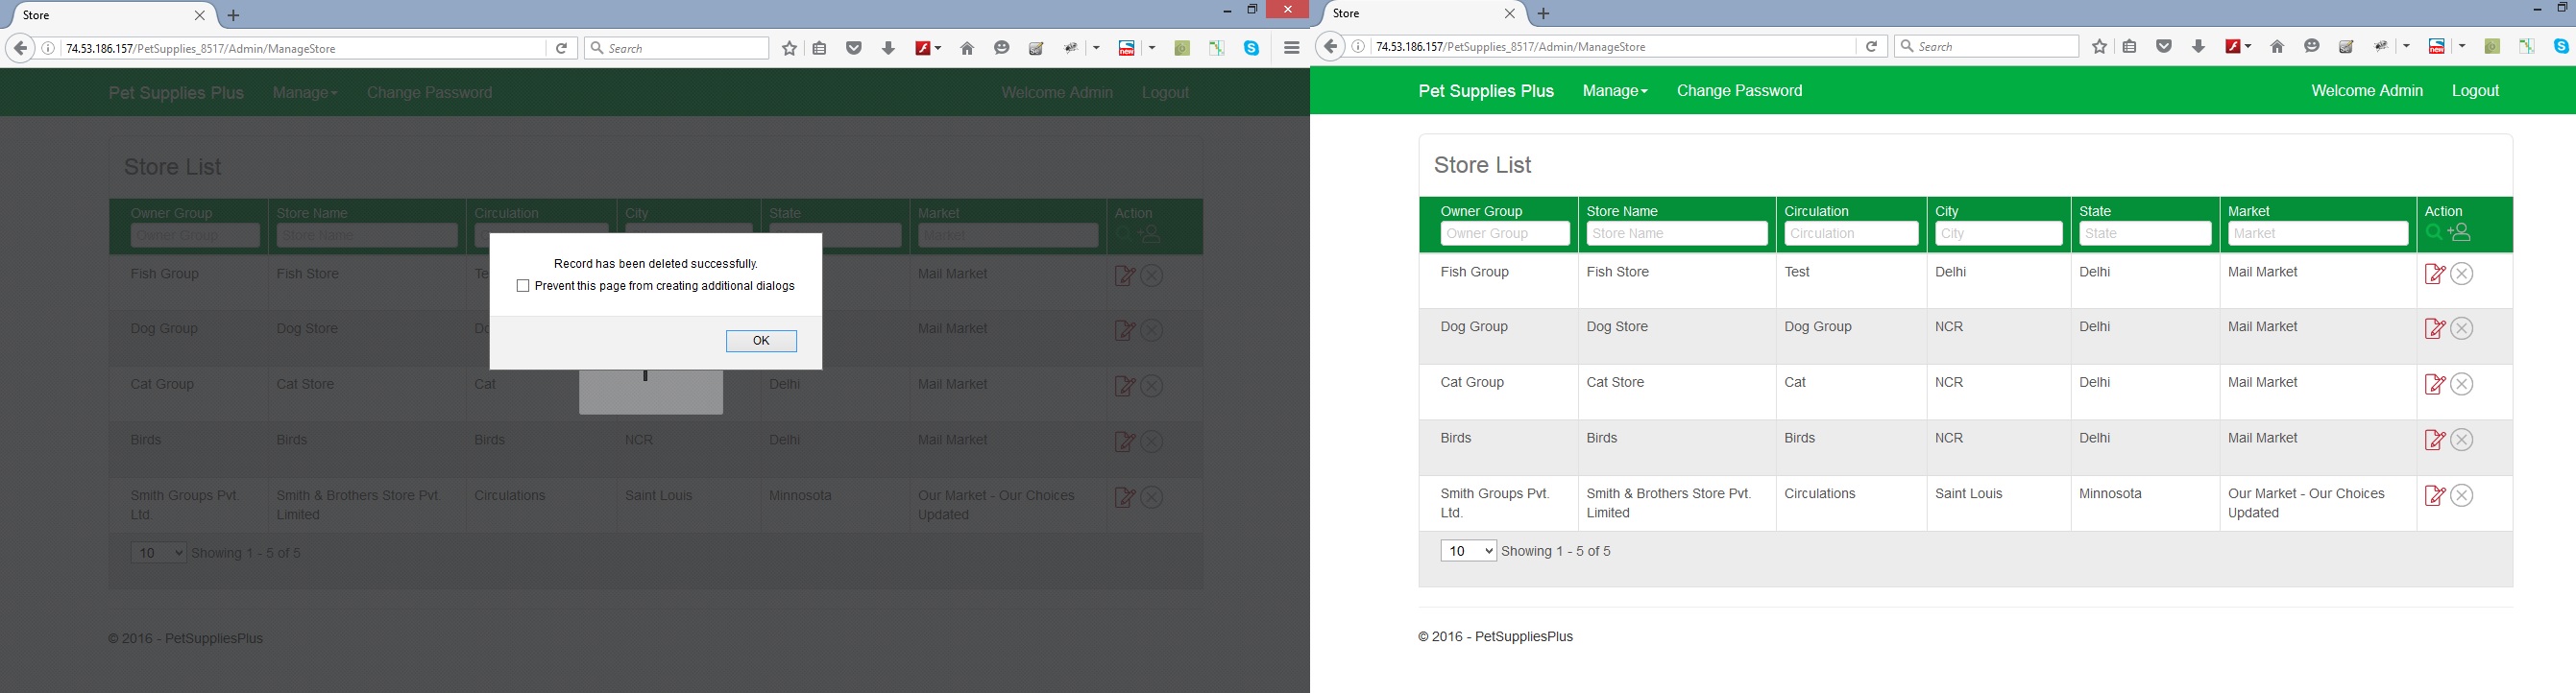 Store
74.53.186.157/PetSupplies_8517/Admin/ManageStore
Search
new
Pet Supplies Plus Manage Change Password Welcome Admin Logout
Store List
Owner Group Store Name Circulation City State Market Action
Owner Group Store Name Market
Record has been deleted successfully.
Prevent this page from creating additional dialogs
OK
Fish Group Fish Store Te Mail Market
Dog Group Dog Store Do Mail Market
Cat Group Cat Store Cat Delhi Mail Market
Birds Birds Birds NCR Delhi Mail Market
Smith Groups Pvt. Smith & Brothers Store Pvt. Circulations Saint Louis Minnosota Our Market - Our Choices
Ltd. Limited Updated
10 Showing 1 - 5 of 5
© 2016 - PetSuppliesPlus
Store
74.53.186.157/PetSupplies_8517/Admin/ManageStore
Search
new
Pet Supplies Plus Manage Change Password Welcome Admin Logout
Store List
Owner Group Store Name Circulation City State Market Action
Owner Group Store Name Circulation City State Market
Fish Group Fish Store Test Delhi Delhi Mail Market
Dog Group Dog Store Dog Group NCR Delhi Mail Market
Cat Group Cat Store Cat NCR Delhi Mail Market
Birds Birds Birds NCR Delhi Mail Market
Smith Groups Pvt. Smith & Brothers Store Pvt. Circulations Saint Louis Minnosota Our Market - Our Choices
Ltd. Limited Updated
10 Showing 1 - 5 of 5
© 2016 - PetSuppliesPlus